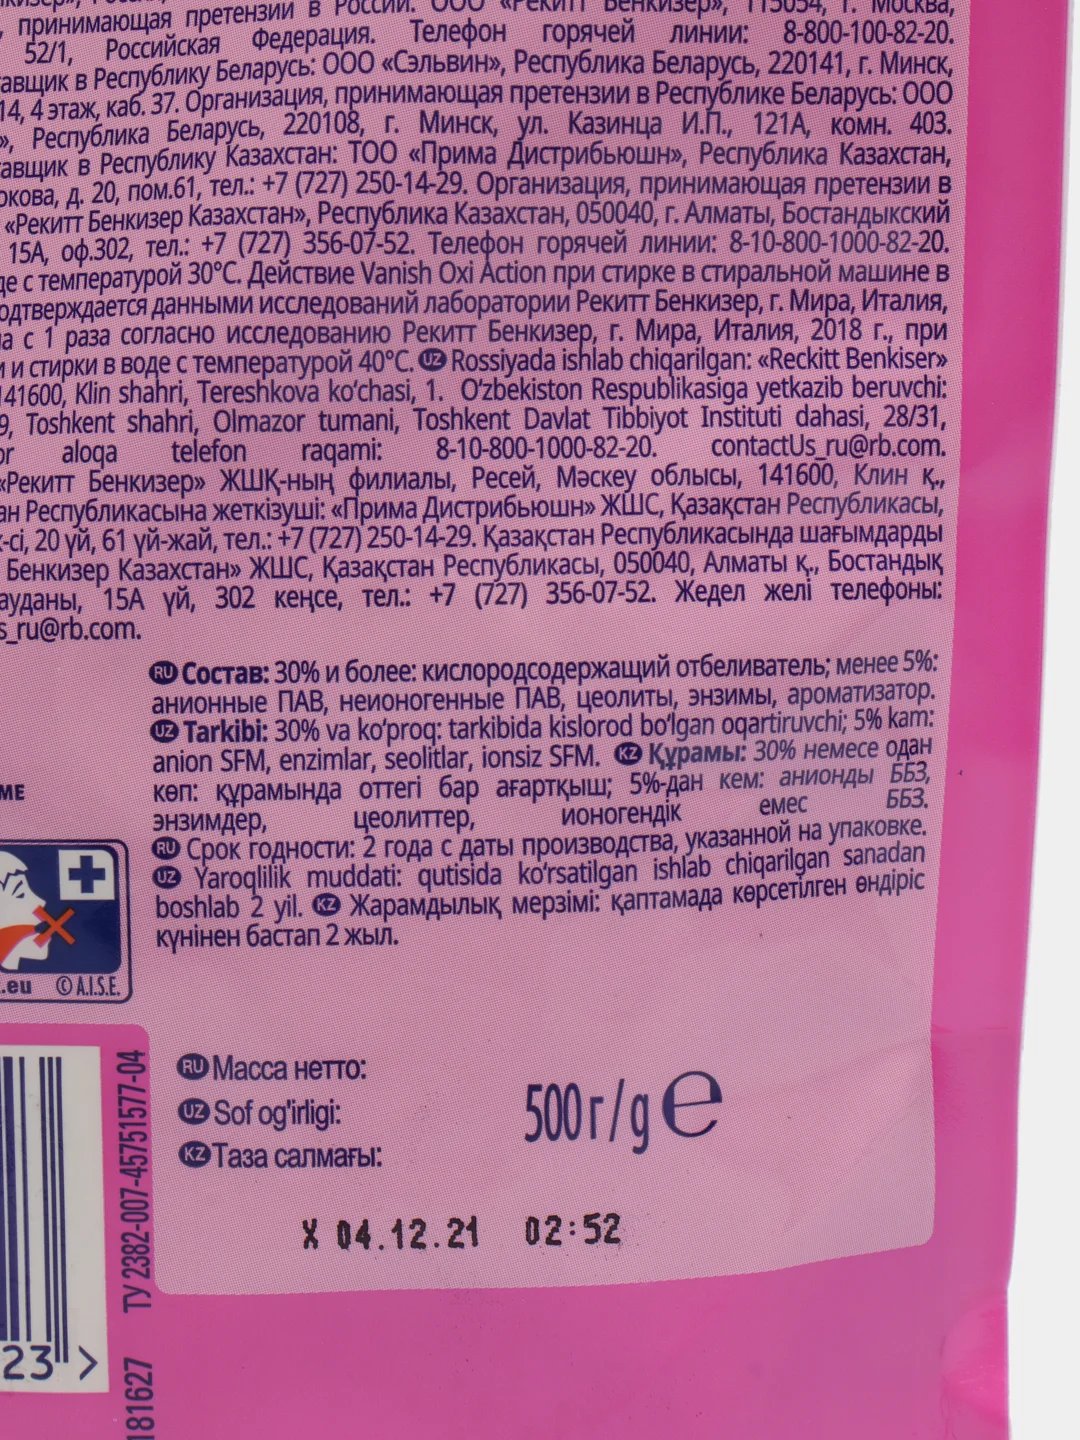 принимающая претензии в России: ООО «Рекитт Бенкизер», 115054, г. Москва,
52/1, Российская Федерация. Телефон горячей линии: 8-800-100-82-20.
в Республику Беларусь: ООО «Сэльвин», Республика Беларусь, 220141, г. Минск,
14, 4 этаж, каб. 37. Организация, принимающая претензии в Республике Беларусь: ООО
», Республика Беларусь, 220108, г. Минск, ул. Казинца И.П., 121А, комн. 403.
в Республику Казахстан: ТОО «Прима Дистрибьюшн», Республика Казахстан,
д. 20, пом.61, тел.: +7 (727) 250-14-29. Организация, принимающая претензии в
«Рекитт Бенкизер Казахстан», Республика Казахстан, 050040, г. Алматы, Бостандыкский
15А, оф.302, тел.: +7 (727) 356-07-52. Телефон горячей линии: 8-10-800-1000-82-20.
с температурой 30°C. Действие Vanish Oxi Action при стирке в стиральной машине в
данными исследований лаборатории Рекитт Бенкизер, г. Мира, Италия,
с 1 раза согласно исследованию Рекитт Бенкизер, г. Мира, Италия, 2018 г., при
и стирки в воде с температурой 40°C. UZ Rossiyada ishlab chiqarilgan: «Reckitt Benkiser»
141600, Klin shahri, Tereshkova ko‘chasi, 1. O‘zbekiston Respublikasiga yetkazib beruvchi:
9, Toshkent shahri, Olmazor tumani, Toshkent Davlat Tibbiyot Instituti dahasi, 28/31,
aloqa telefon raqami: 8-10-800-1000-82-20. contactUs_ru@rb.com.
«Рекитт Бенкизер» ЖШҚ-ның филиалы, Ресей, Мәскеу облысы, 141600, Клин қ.,
Республикасына жеткізуші: «Прима Дистрибьюшн» ЖШС, Қазақстан Республикасы,
20 үй, 61 үй-жай, тел.: +7 (727) 250-14-29. Қазақстан Республикасында шағымдарды
Бенкизер Казахстан» ЖШС, Қазақстан Республикасы, 050040, Алматы қ., Бостандық
ауданы, 15А үй, 302 кеңсе, тел.: +7 (727) 356-07-52. Жедел желі телефоны:
s_ru@rb.com.
RU Состав: 30% и более: кислородсодержащий отбеливатель; менее 5%:
анионные ПАВ, неионогенные ПАВ, цеолиты, энзимы, ароматизатор.
UZ Tarkibi: 30% va ko‘proq: tarkibida kislorod bo‘lgan oqartiruvchi; 5% kam:
anion SFM, enzimlar, seolitlar, ionsiz SFM. KZ Құрамы: 30% немесе одан
көп: құрамында оттегі бар ағартқыш; 5%-дан кем: анионды ББЗ,
энзимдер, цеолиттер, ионогендік емес ББЗ.
RU Срок годности: 2 года с даты производства, указанной на упаковке.
UZ Yaroqlilik muddati: qutisida ko‘rsatilgan ishlab chiqarilgan sanadan
boshlab 2 yil. KZ Жарамдылық мерзімі: қаптамада көрсетілген өндіріс
күнінен бастап 2 жыл.
ME
.eu © A.I.S.E.
RU Масса нетто:
UZ Sof og'irligi:
KZ Таза салмағы:
500 г/g ℮
X 04.12.21 02:52
ТУ 2382-007-45751577-04
23 >
181627